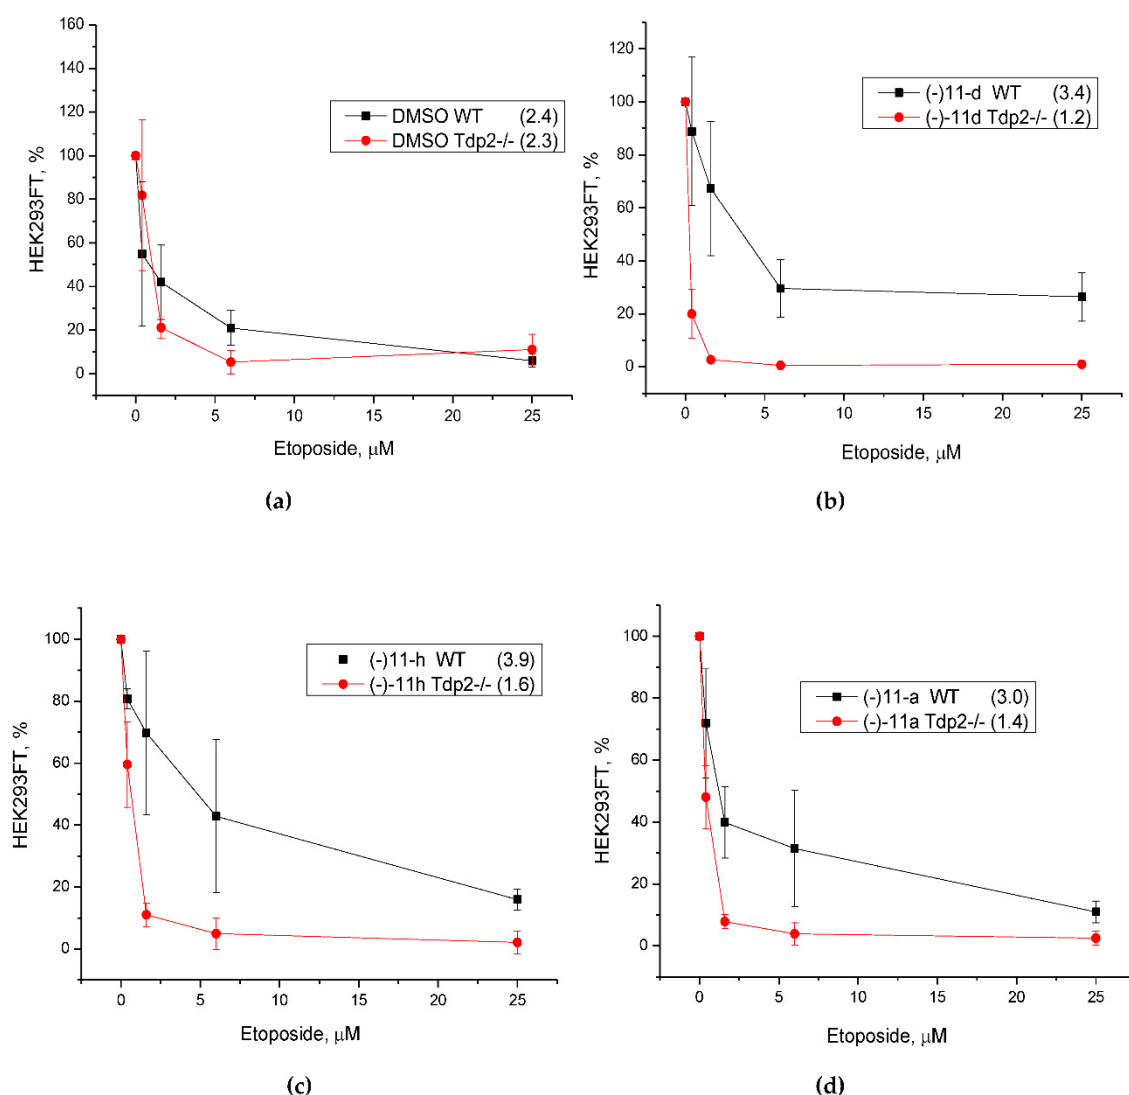 160
140
120
100
80
60
40
20
0
HEK293FT, %
DMSO WT (2.4)
DMSO Tdp2-/- (2.3)
0 5 10 15 20 25
Etoposide, µM
(a)
120
100
80
60
40
20
0
HEK293FT, %
(-)11-d WT (3.4)
(-)-11d Tdp2-/- (1.2)
0 5 10 15 20 25
Etoposide, µM
(b)
100
80
60
40
20
0
HEK293FT, %
(-)11-h WT (3.9)
(-)-11h Tdp2-/- (1.6)
0 5 10 15 20 25
Etoposide, µM
(c)
100
80
60
40
20
0
HEK293FT, %
(-)11-a WT (3.0)
(-)-11a Tdp2-/- (1.4)
0 5 10 15 20 25
Etoposide, µM
(d)